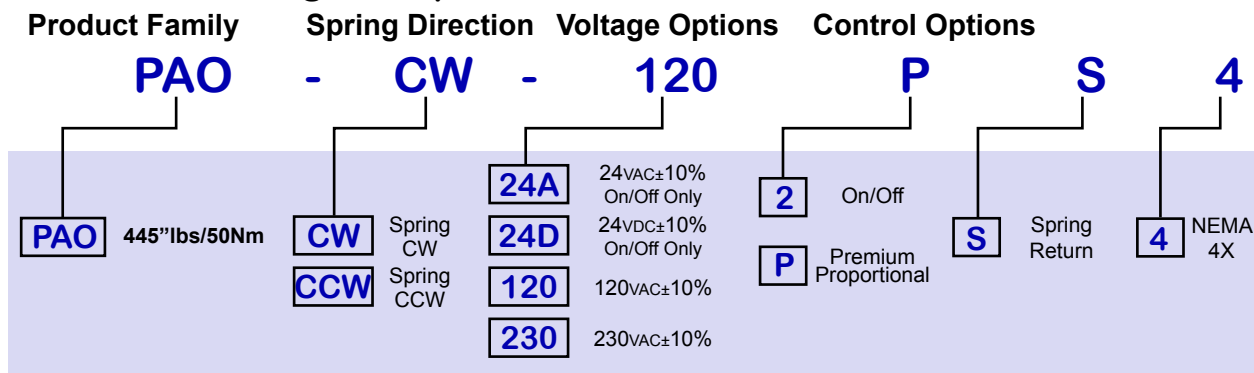 Product Family Spring Direction Voltage Options Control Options
PAO - CW - 120 P S 4
PAO 445”lbs/50Nm
CW Spring
CW
CCW Spring
CCW
24A 24VAC±10%
On/Off Only
24D 24VDC±10%
On/Off Only
120 120VAC±10%
230 230VAC±10%
2 On/Off
P Premium
Proportional
S Spring
Return
4 NEMA
4X